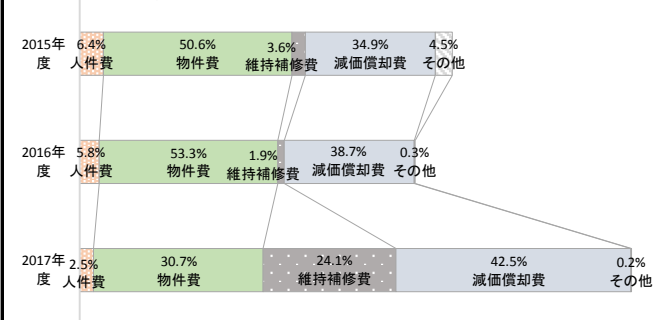 2015年度 6.4% 人件費 50.6% 物件費 3.6% 維持補修費 34.9% 減価償却費 4.5% その他
2016年度 5.8% 人件費 53.3% 物件費 1.9% 維持補修費 38.7% 減価償却費 0.3% その他
2017年度 2.5% 人件費 30.7% 物件費 24.1% 維持補修費 42.5% 減価償却費 0.2% その他